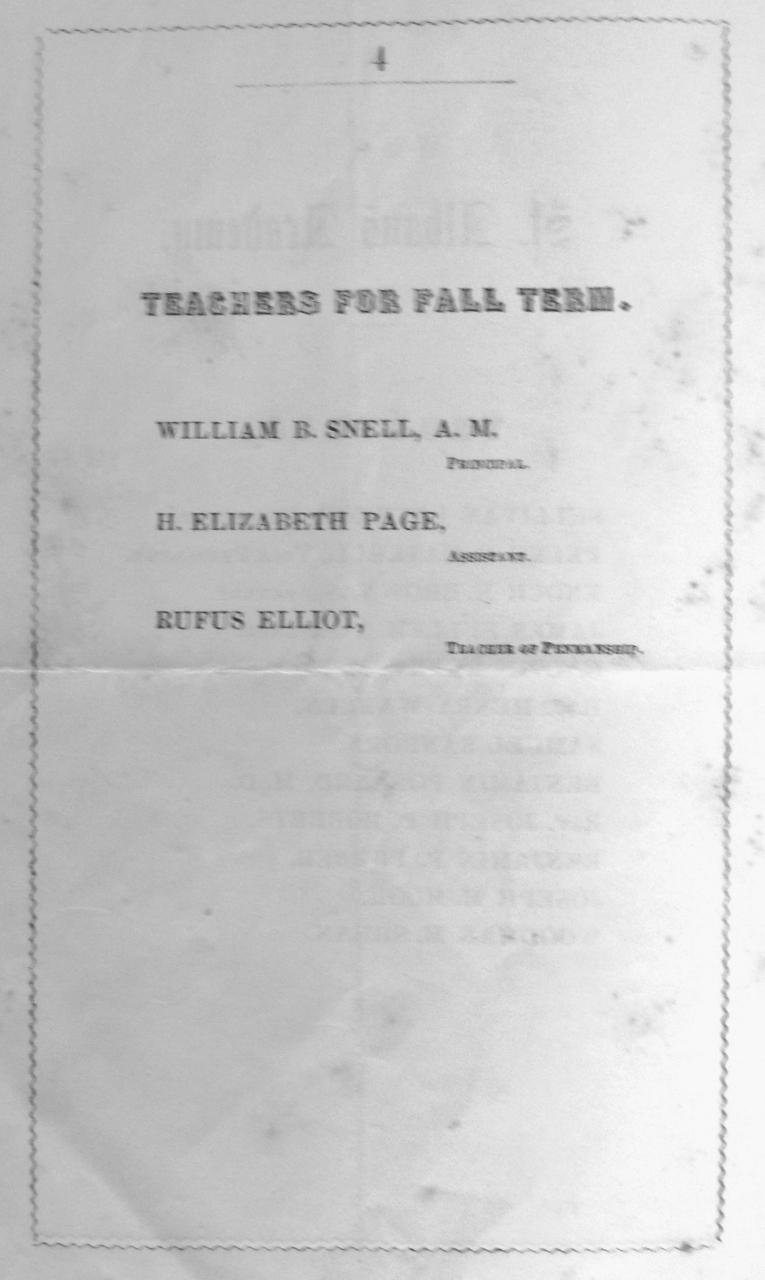 4
TEACHERS FOR FALL TERM.
WILLIAM B. SNELL, A. M.
PRINCIPAL.
H. ELIZABETH PAGE,
ASSISTANT.
RUFUS ELLIOT,
TEACHER OF PENMANSHIP.